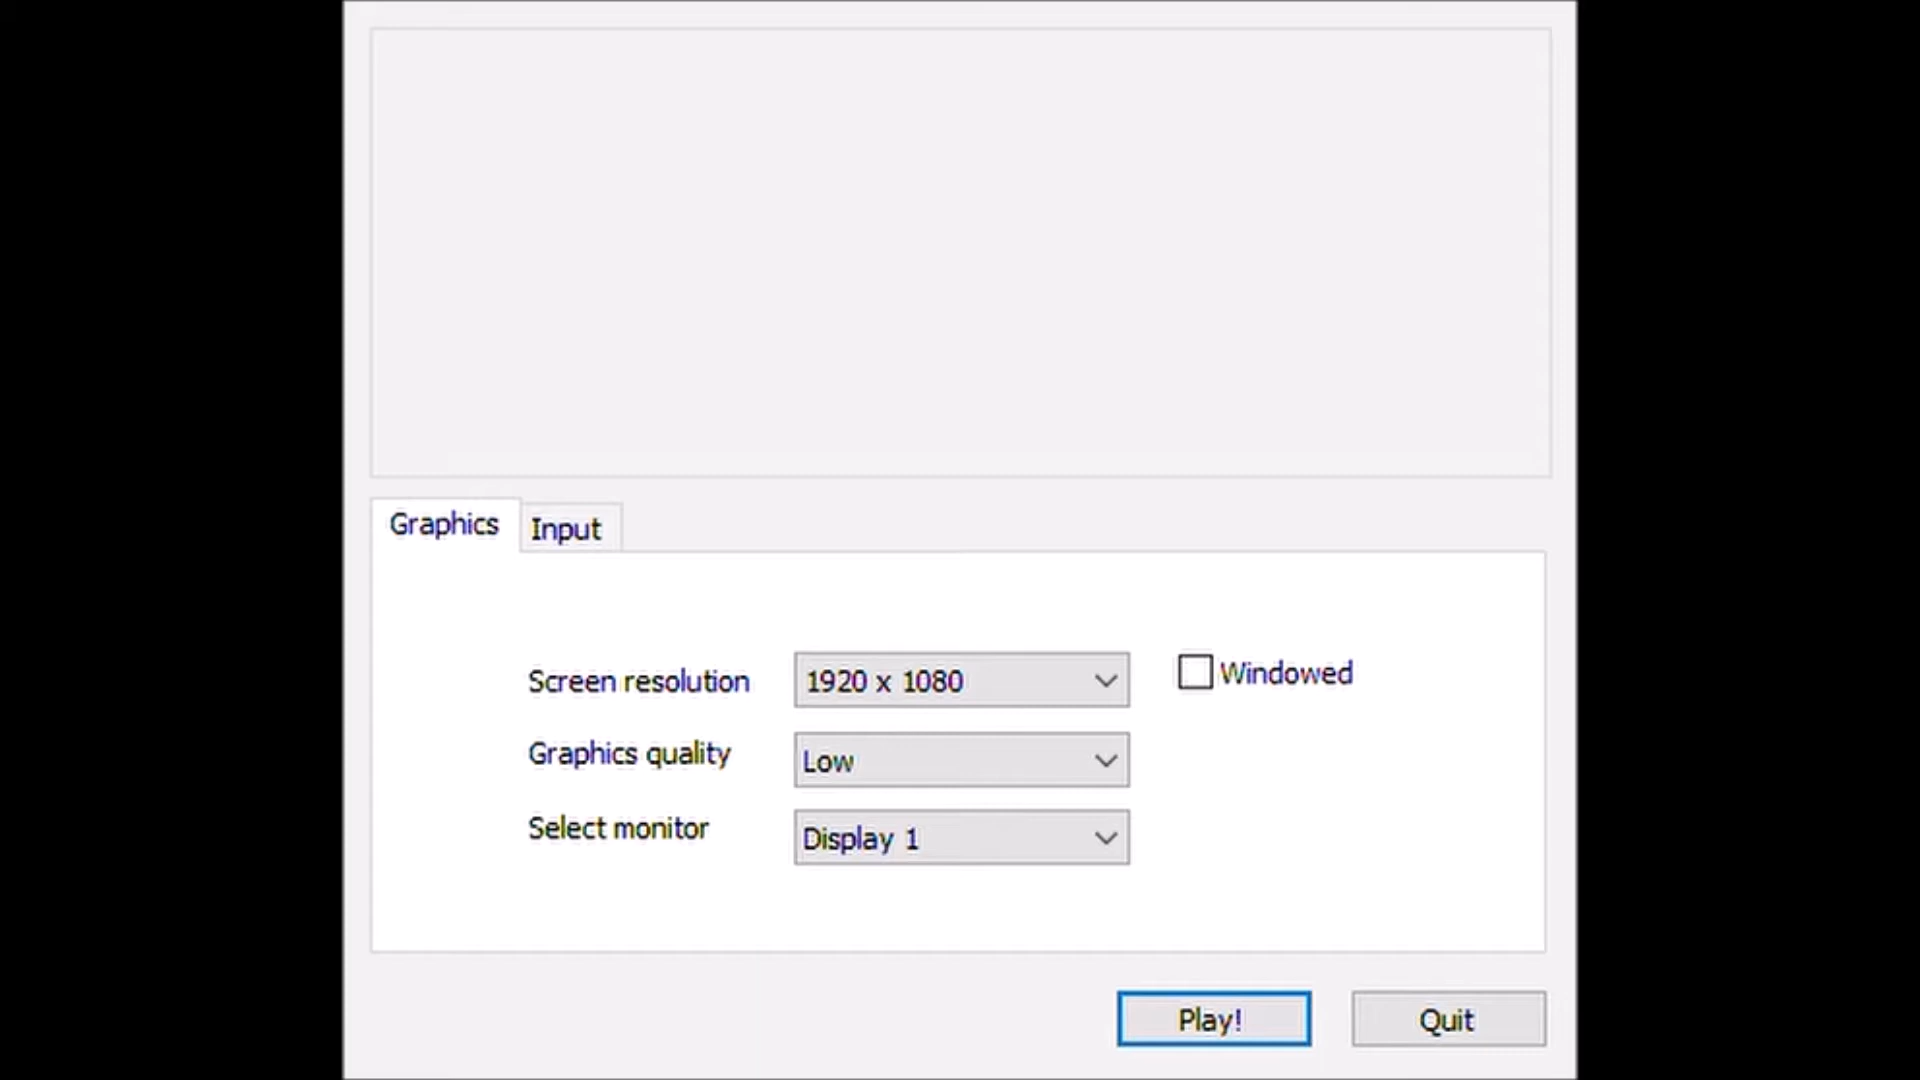 Graphics
Input
Screen resolution
1920 x 1080
Windowed
Graphics quality
Low
Select monitor
Display 1
Play!
Quit